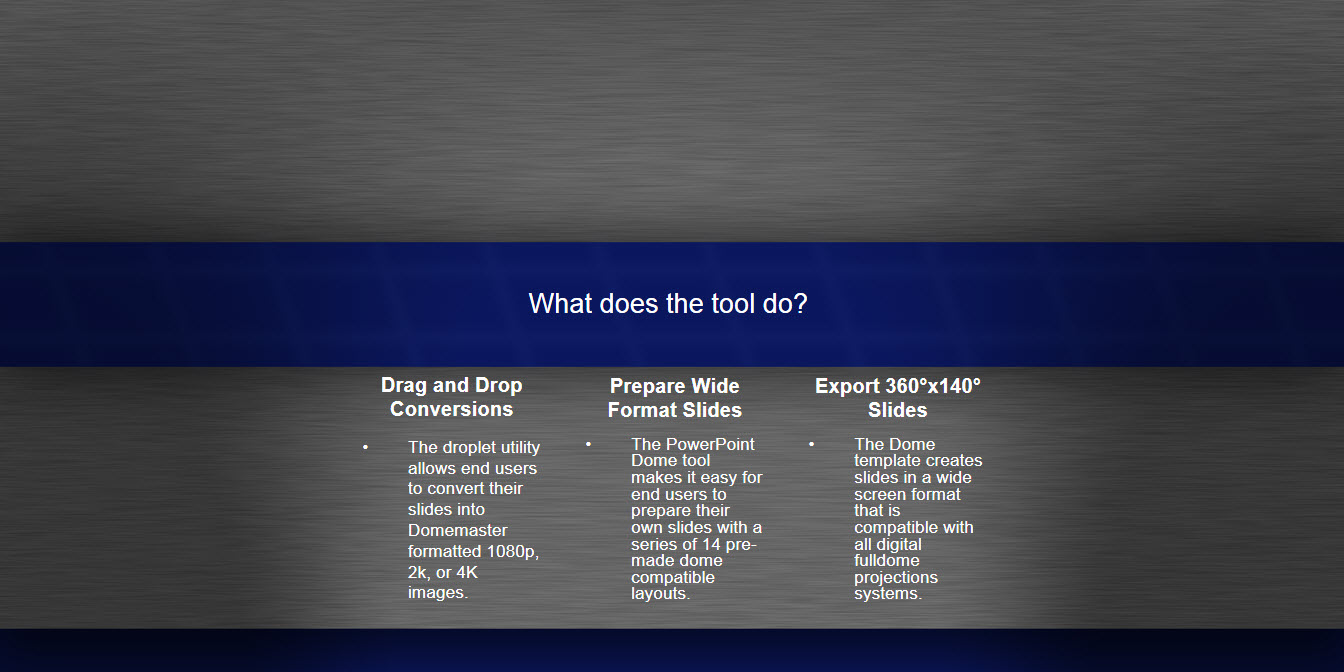 What does the tool do?
Drag and Drop
Conversions
• The droplet utility
allows end users
to convert their
slides into
Domemaster
formatted 1080p,
2k, or 4K
images.
Prepare Wide
Format Slides
• The PowerPoint
Dome tool
makes it easy for
end users to
prepare their
own slides with a
series of 14 pre-
made dome
compatible
layouts.
Export 360°x140°
Slides
• The Dome
template creates
slides in a wide
screen format
that is
compatible with
all digital
fulldome
projections
systems.